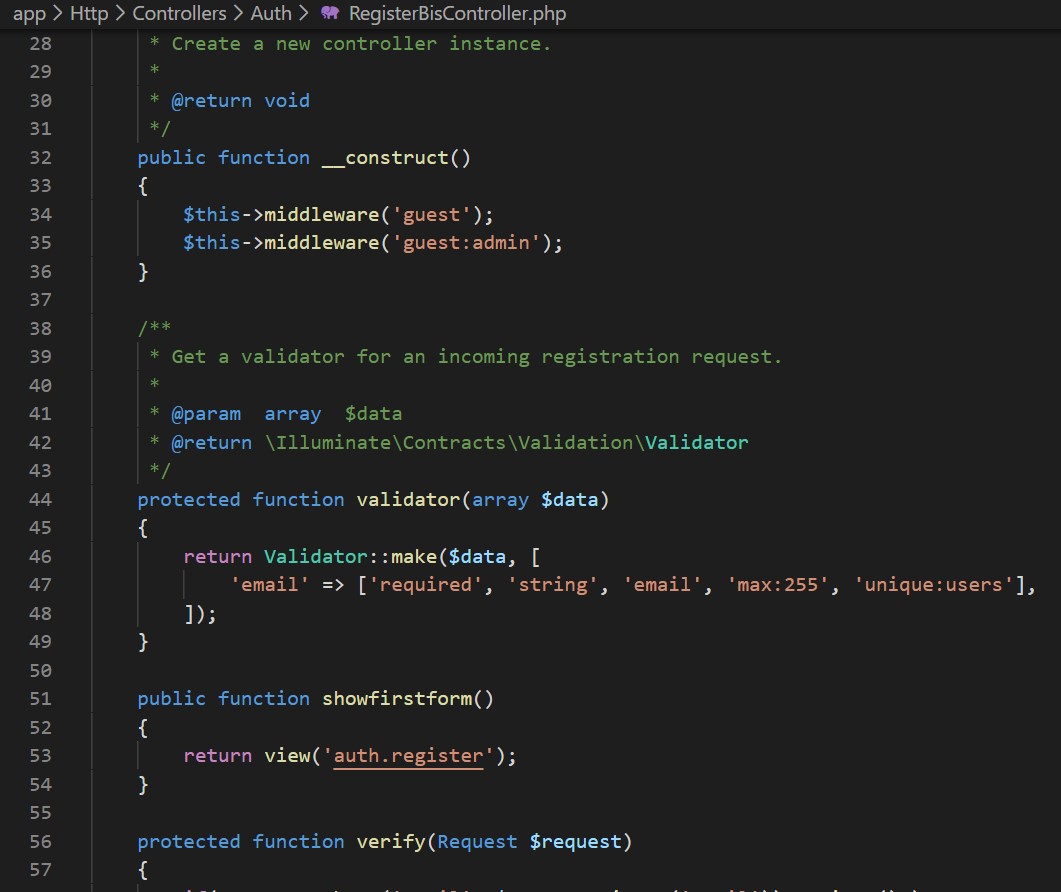 app > Http > Controllers > Auth > RegisterBisController.php
28 * Create a new controller instance.
29 *
30 * @return void
31 */
32 public function __construct()
33 {
34 $this->middleware('guest');
35 $this->middleware('guest:admin');
36 }
37
38 /**
39 * Get a validator for an incoming registration request.
40 *
41 * @param  array  $data
42 * @return \Illuminate\Contracts\Validation\Validator
43 */
44 protected function validator(array $data)
45 {
46 return Validator::make($data, [
47 'email' => ['required', 'string', 'email', 'max:255', 'unique:users'],
48 ]);
49 }
50
51 public function showfirstform()
52 {
53 return view('auth.register');
54 }
55
56 protected function verify(Request $request)
57 {